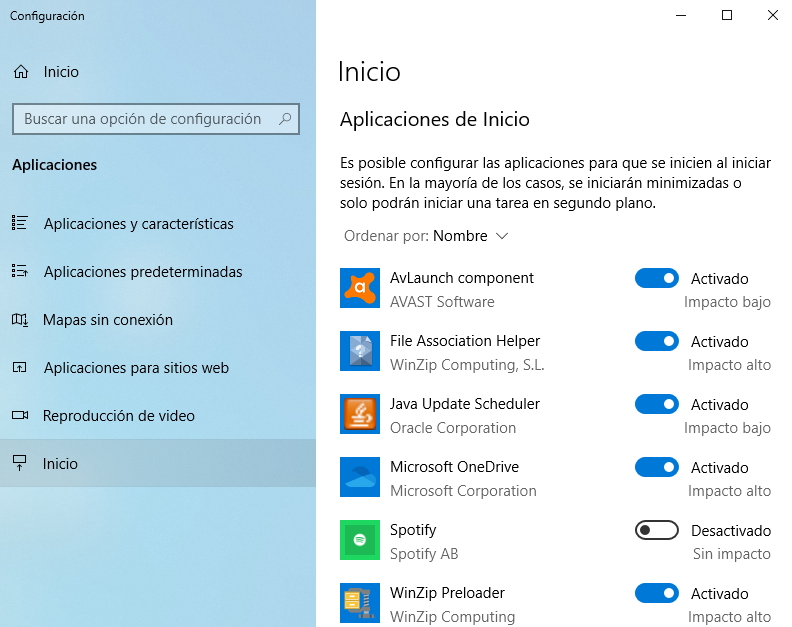 Configuración
Inicio
Buscar una opción de configuración
Aplicaciones
Aplicaciones y características
Aplicaciones predeterminadas
Mapas sin conexión
Aplicaciones para sitios web
Reproducción de video
Inicio
Inicio
Aplicaciones de Inicio
Es posible configurar las aplicaciones para que se inicien al iniciar
sesión. En la mayoría de los casos, se iniciarán minimizadas o
solo podrán iniciar una tarea en segundo plano.
Ordenar por: Nombre
AvLaunch component Activado
AVAST Software Impacto bajo
File Association Helper Activado
WinZip Computing, S.L. Impacto alto
Java Update Scheduler Activado
Oracle Corporation Impacto bajo
Microsoft OneDrive Activado
Microsoft Corporation Impacto alto
Spotify Desactivado
Spotify AB Sin impacto
WinZip Preloader Activado
WinZip Computing Impacto alto